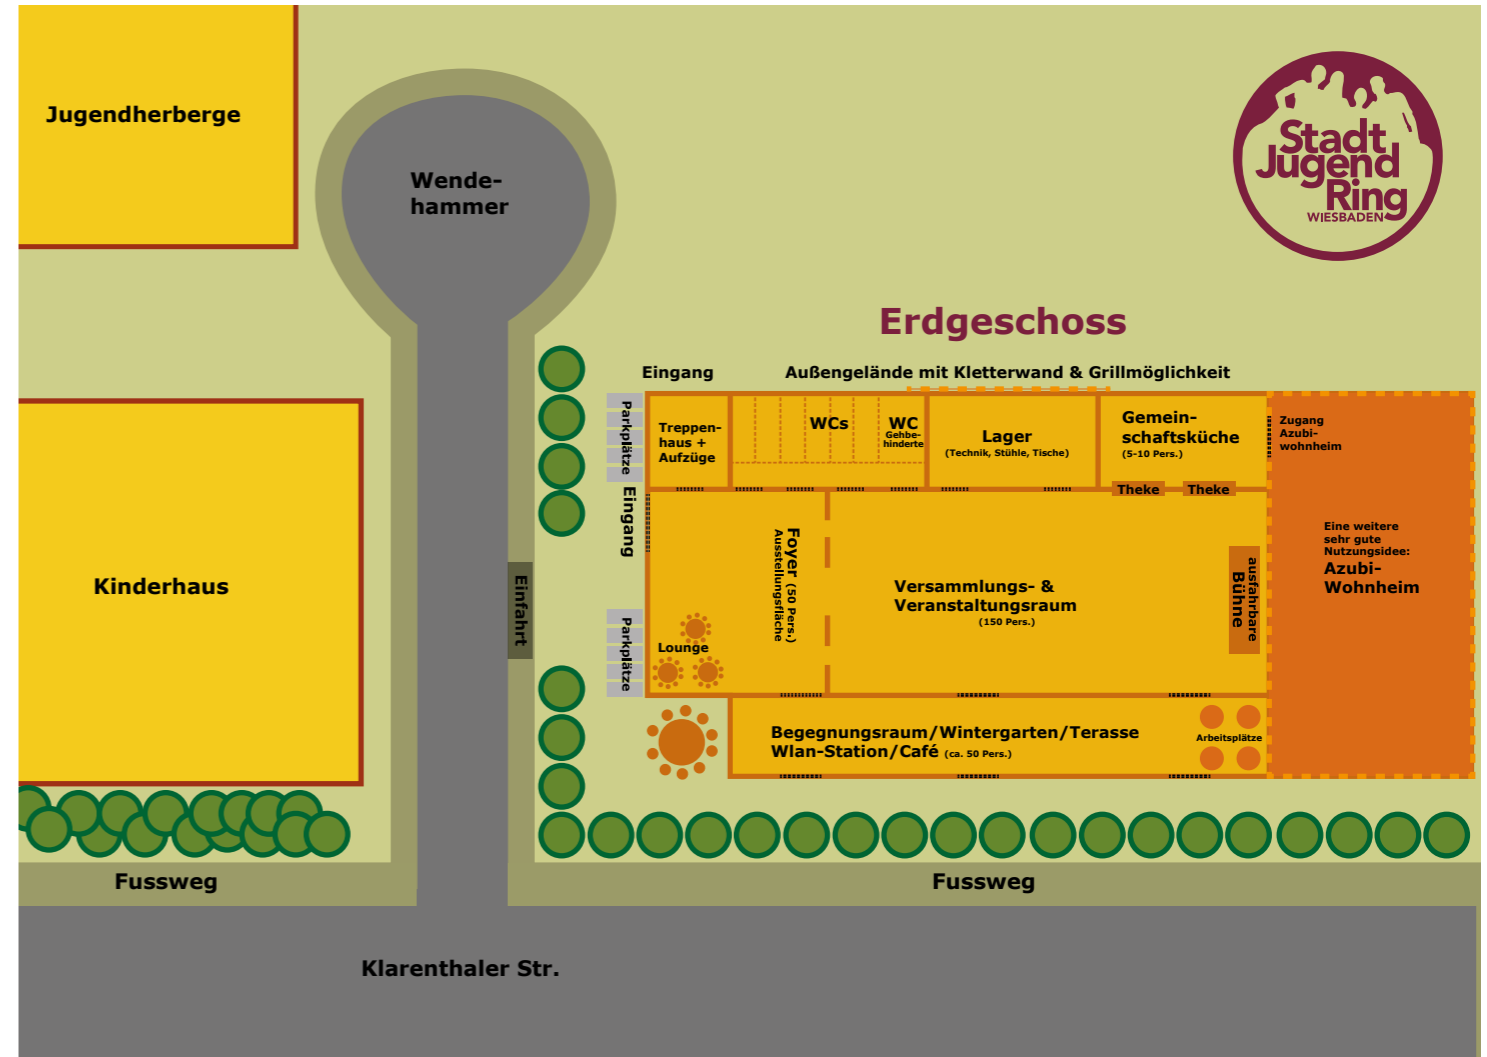 Jugendherberge
Wende-
hammer
Stadt
Jugend
Ring
WIESBADEN
Erdgeschoss
Eingang
Außengelände mit Kletterwand & Grillmöglichkeit
Parkplätze
Treppen-
haus +
Aufzüge
WCs
WC
Gehbe-
hinderte
Lager
(Technik, Stühle, Tische)
Gemein-
schaftsküche
(5-10 Pers.)
Zugang
Azubi-
wohnheim
Theke
Theke
Eingang
Foyer (50 Pers.)
Ausstellungsfläche
Eine weitere
sehr gute
Nutzungsidee:
Azubi-
Wohnheim
Kinderhaus
Einfahrt
Versammlungs- &
Veranstaltungsraum
(150 Pers.)
ausfahrbare
Bühne
Parkplätze
Lounge
Begegnungsraum/Wintergarten/Terasse
Wlan-Station/Café (ca. 50 Pers.)
Arbeitsplätze
Fussweg
Fussweg
Klarenthaler Str.